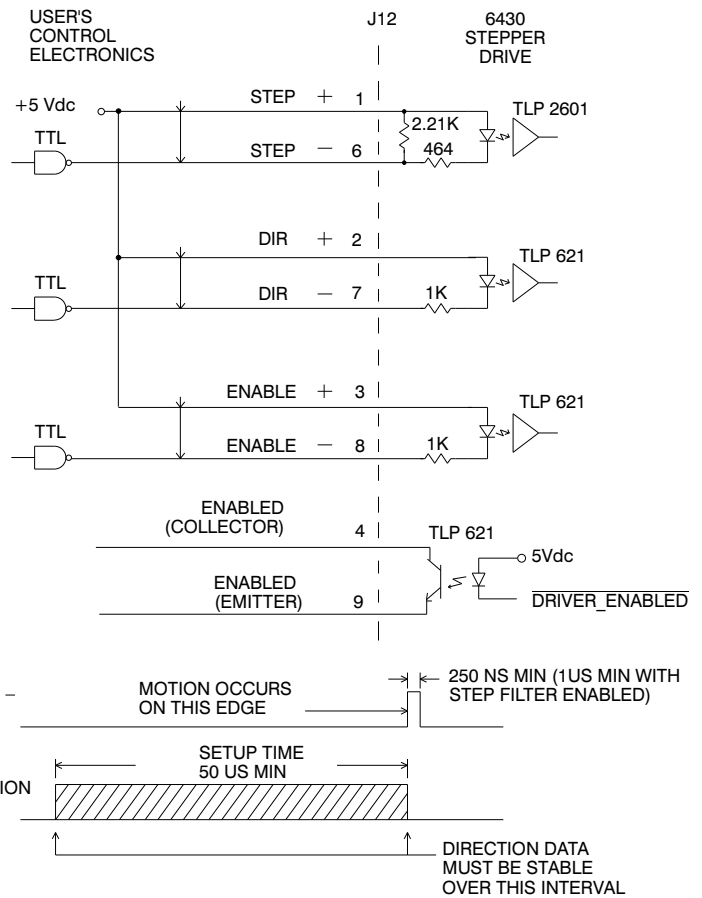 USER'S
CONTROL
ELECTRONICS
J12
6430
STEPPER
DRIVE
+5 Vdc
STEP + 1
TLP 2601
TTL
2.21K
STEP − 6
464
DIR + 2
TLP 621
TTL
DIR − 7
1K
ENABLE + 3
TLP 621
TTL
ENABLE − 8
1K
ENABLED
(COLLECTOR)
4
TLP 621
5Vdc
ENABLED
(EMITTER)
9
DRIVER_ENABLED
−
MOTION OCCURS
ON THIS EDGE
250 NS MIN (1US MIN WITH
STEP FILTER ENABLED)
SETUP TIME
50 US MIN
ION
DIRECTION DATA
MUST BE STABLE
OVER THIS INTERVAL